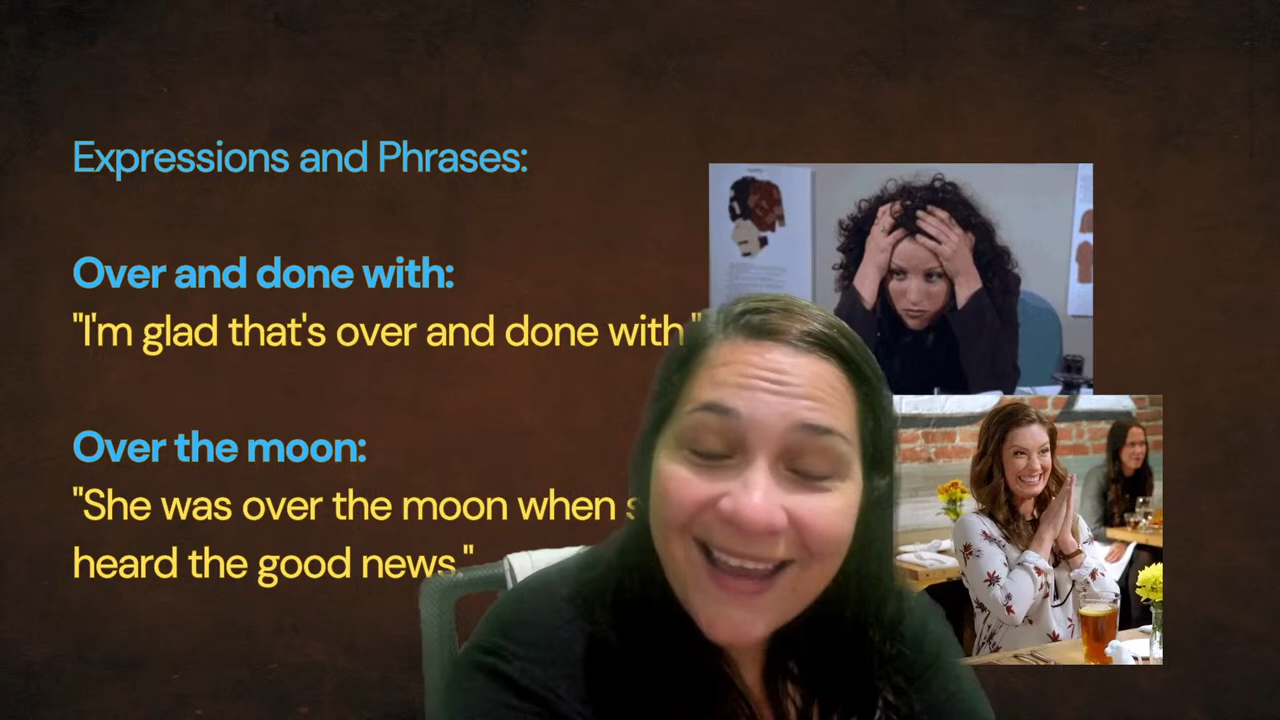 Expressions and Phrases:
Over and done with:
"I'm glad that's over and done with"
Over the moon:
"She was over the moon when
heard the good news."